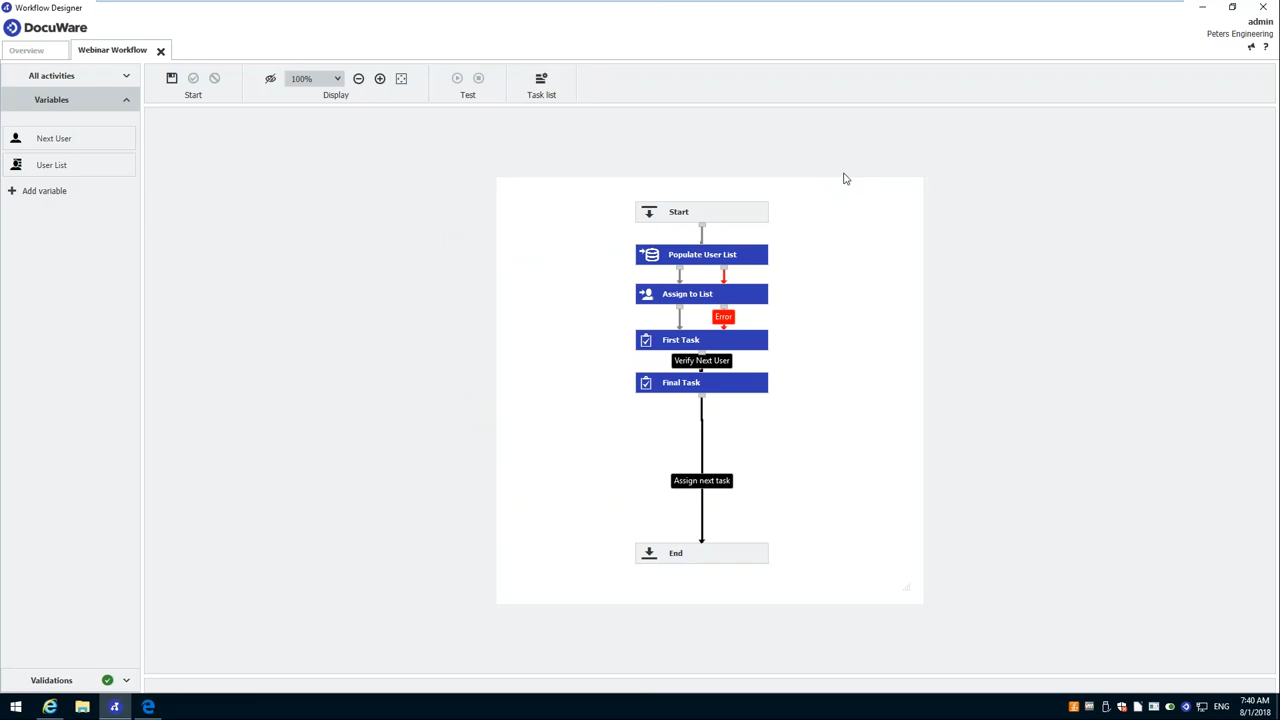 Workflow Designer
DocuWare
admin
Peters Engineering
?
Overview
Webinar Workflow
All activities
Variables
100%
Start
Display
Test
Task list
Next User
User List
Add variable
Start
Populate User List
Assign to List
Error
First Task
Verify Next User
Final Task
Assign next task
End
Validations
ENG
7:40 AM
8/1/2018